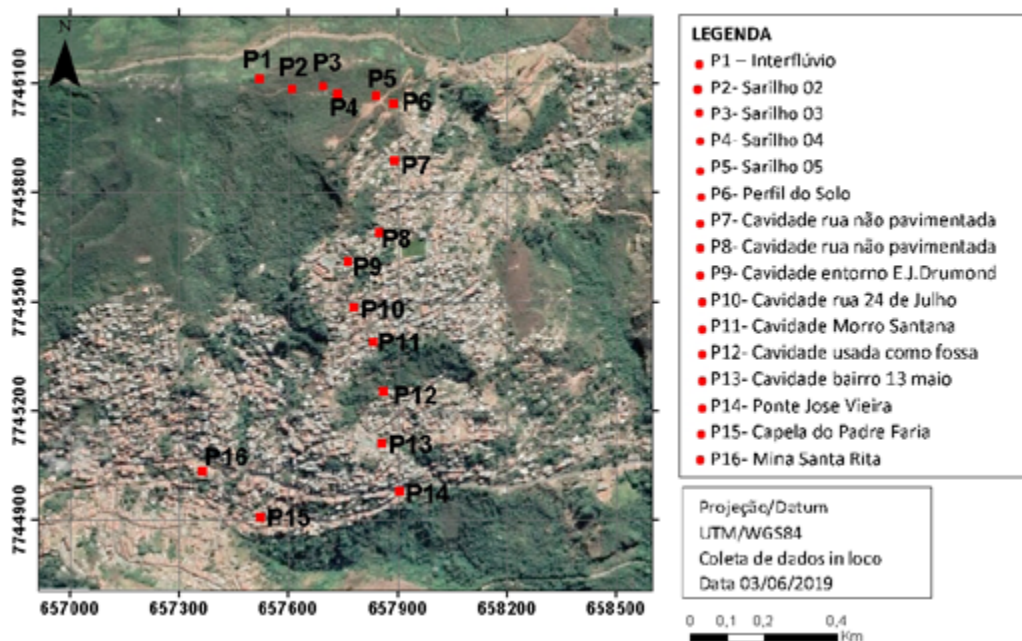 N
P1
P2
P3
P4
P5
P6
P7
P8
P9
P10
P11
P12
P13
P14
P15
P16
7746100
7745800
7745500
7745200
7744900
657000 657300 657600 657900 658200 658500
LEGENDA
P1 – Interflúvio
P2- Sarilho 02
P3- Sarilho 03
P4- Sarilho 04
P5- Sarilho 05
P6- Perfil do Solo
P7- Cavidade rua não pavimentada
P8- Cavidade rua não pavimentada
P9- Cavidade entorno E.J.Drumond
P10- Cavidade rua 24 de Julho
P11- Cavidade Morro Santana
P12- Cavidade usada como fossa
P13- Cavidade bairro 13 maio
P14- Ponte Jose Vieira
P15- Capela do Padre Faria
P16- Mina Santa Rita
Projeção/Datum
UTM/WGS84
Coleta de dados in loco
Data 03/06/2019
0 0,1 0,2 0,4
Km